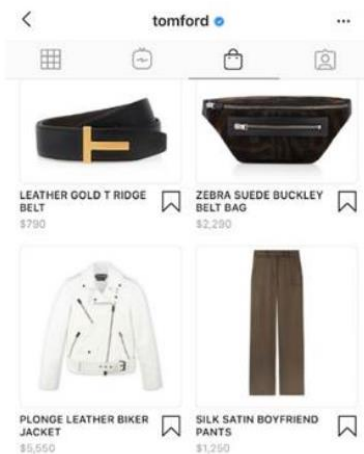 tomford
LEATHER GOLD T RIDGE
BELT
$790
ZEBRA SUEDE BUCKLEY
BELT BAG
$2,290
PLONGE LEATHER BIKER
JACKET
$5,550
SILK SATIN BOYFRIEND
PANTS
$1,250